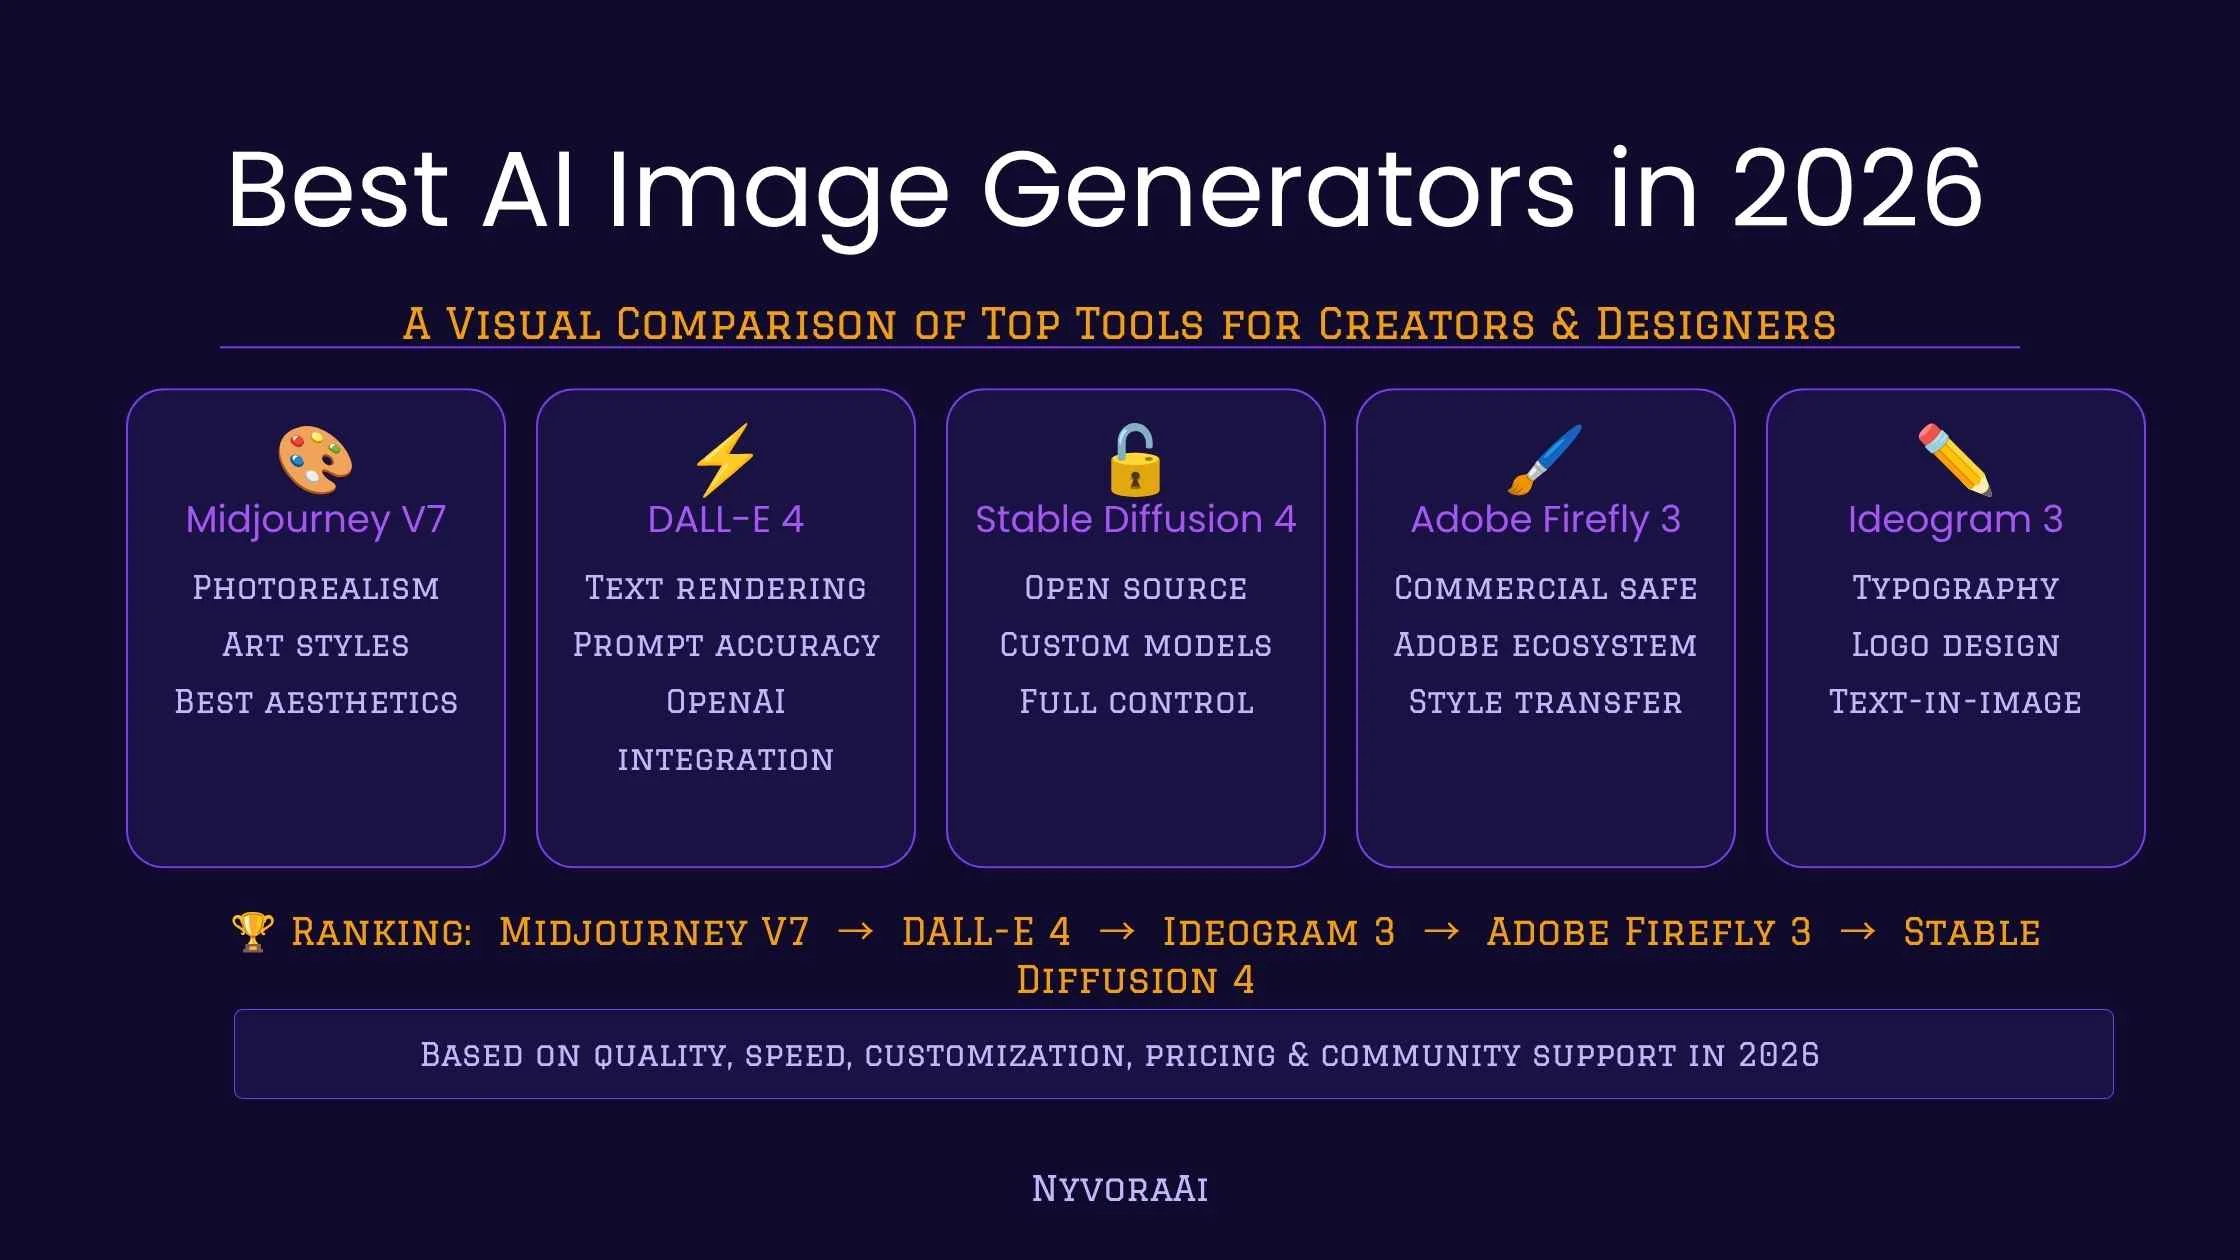 Best AI Image Generators in 2026
A Visual Comparison of Top Tools for Creators & Designers
Midjourney V7
Photorealism
Art styles
Best aesthetics
DALL-E 4
Text rendering
Prompt accuracy
OpenAI
integration
Stable Diffusion 4
Open source
Custom models
Full control
Adobe Firefly 3
Commercial safe
Adobe ecosystem
Style transfer
Ideogram 3
Typography
Logo design
Text-in-image
🏆 Ranking: Midjourney V7 → DALL-E 4 → Ideogram 3 → Adobe Firefly 3 → Stable
Diffusion 4
Based on quality, speed, customization, pricing & community support in 2026
NyvoraAi